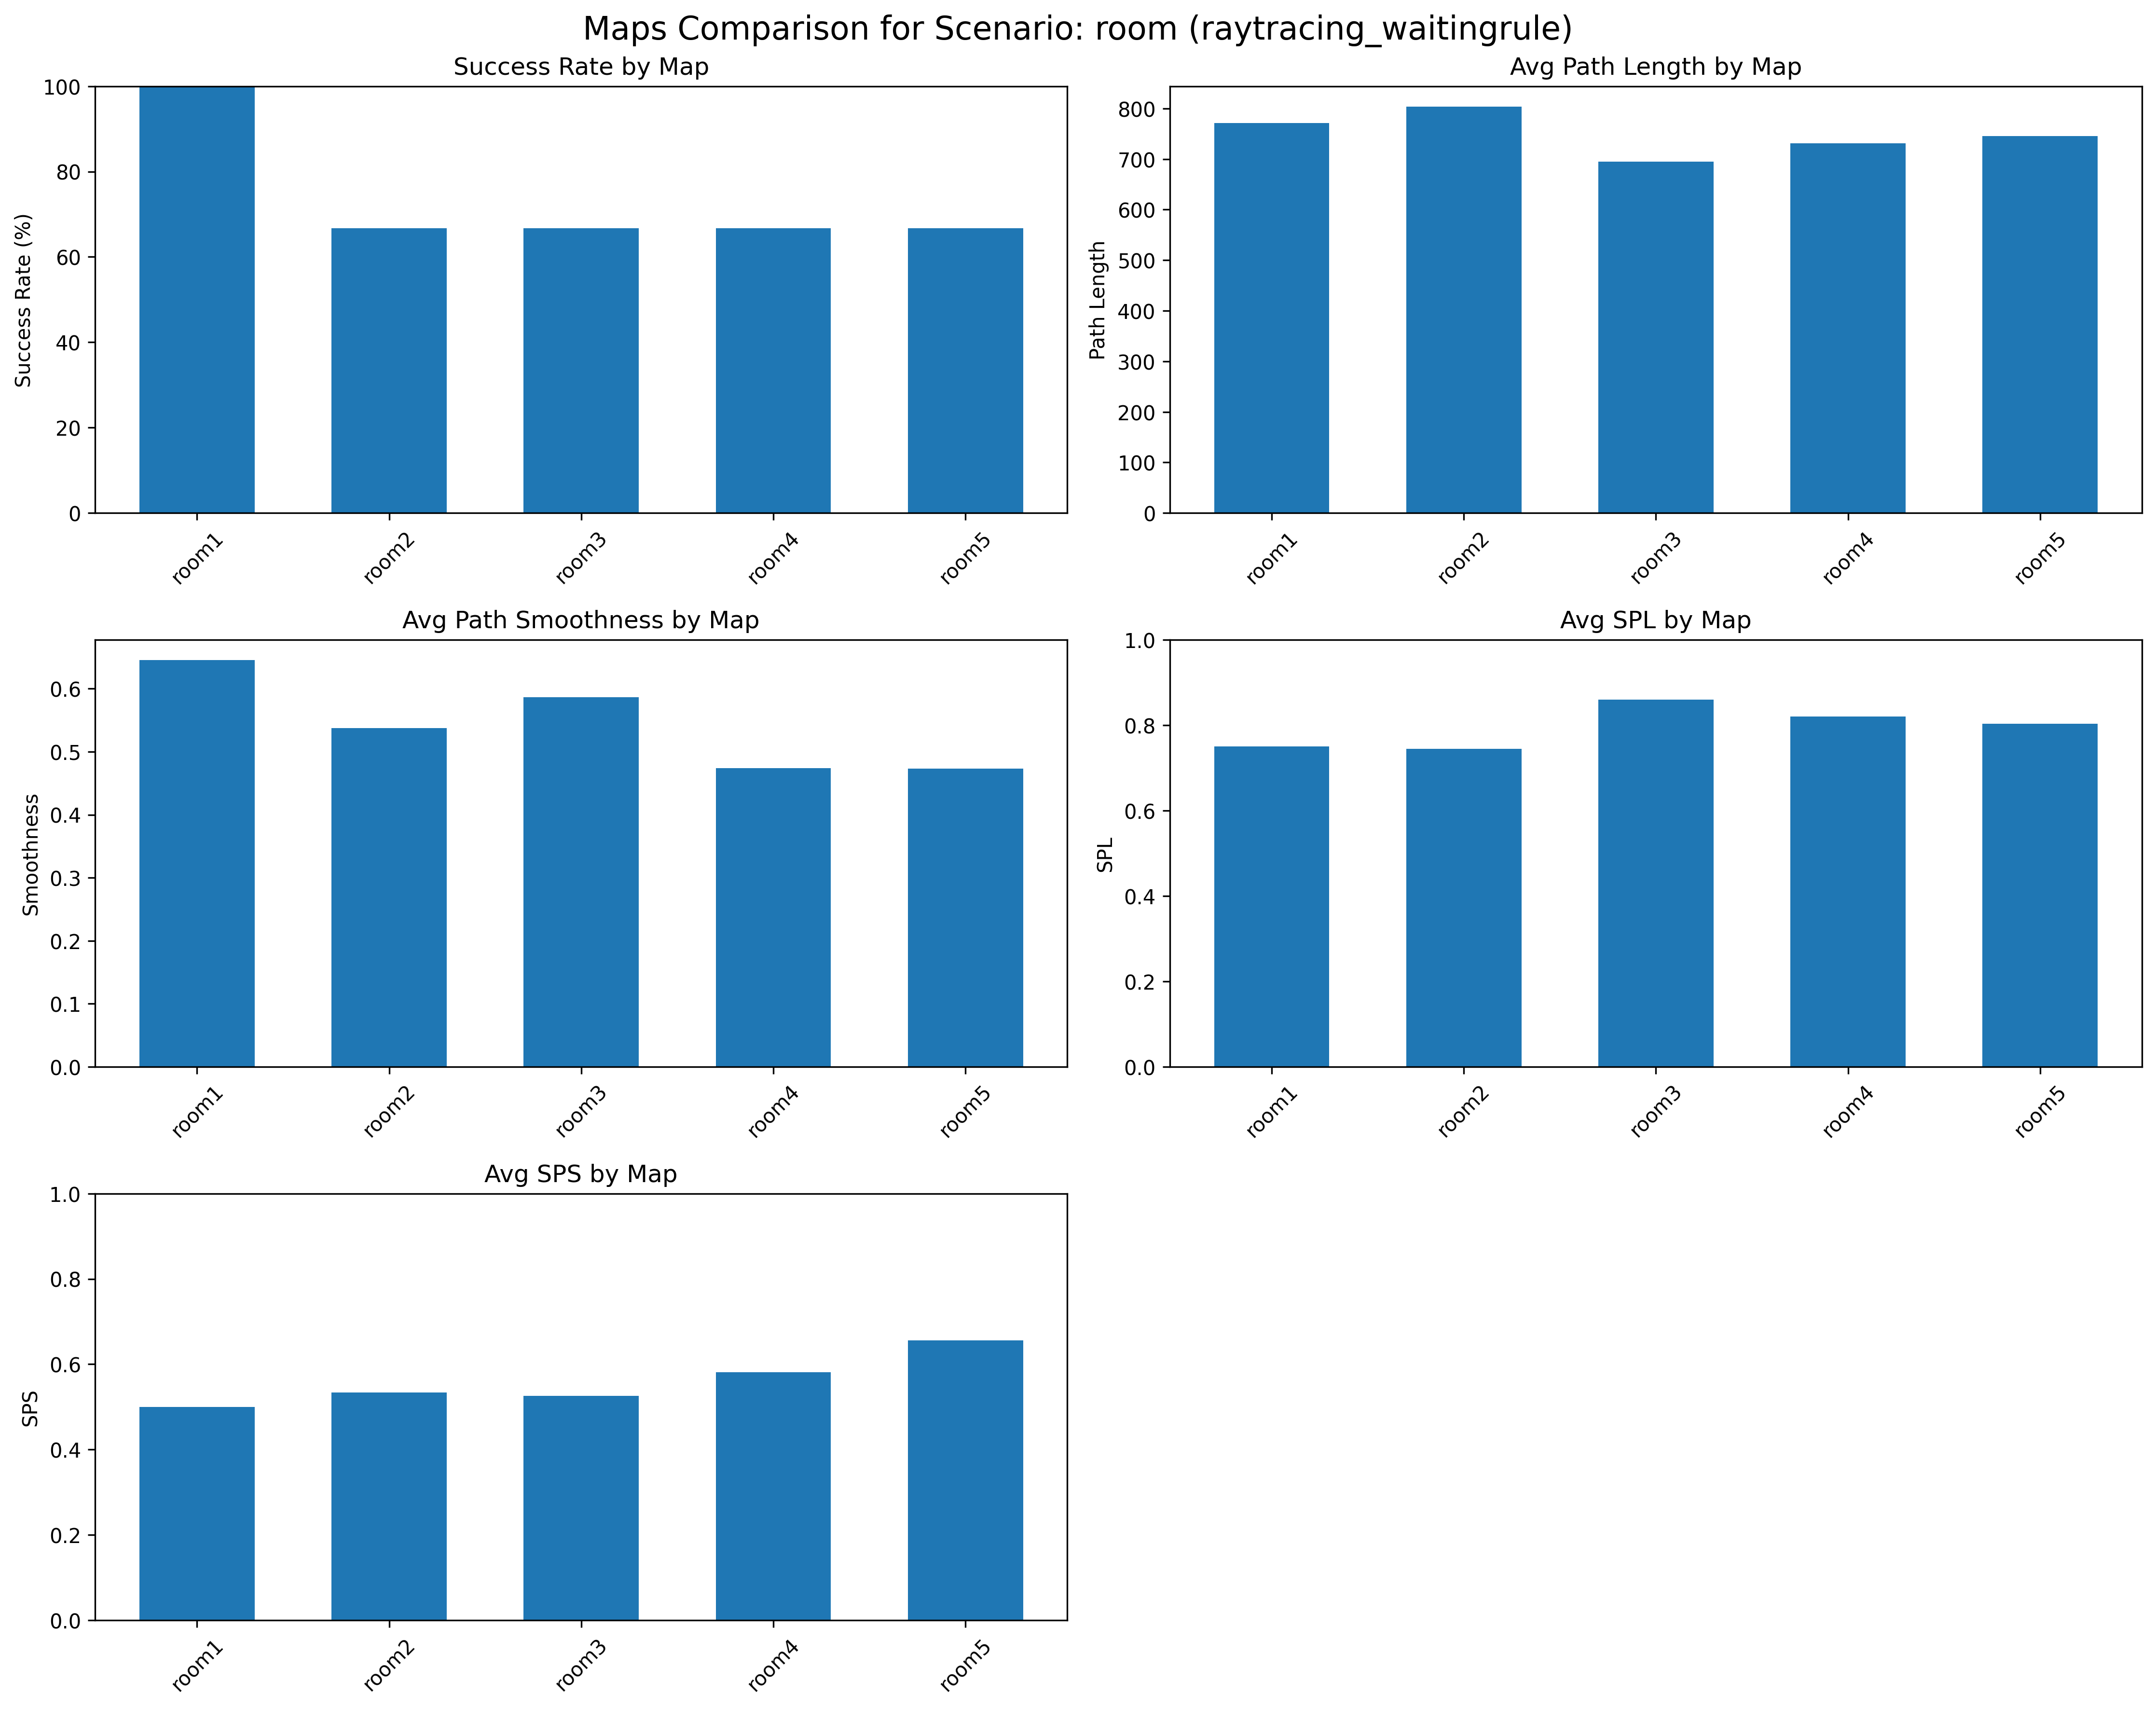 Maps Comparison for Scenario: room (raytracing_waitingrule)
Success Rate by Map
Success Rate (%)
100
80
60
40
20
0
room1 room2 room3 room4 room5
Avg Path Length by Map
Path Length
800
700
600
500
400
300
200
100
0
room1 room2 room3 room4 room5
Avg Path Smoothness by Map
Smoothness
0.6
0.5
0.4
0.3
0.2
0.1
0.0
room1 room2 room3 room4 room5
Avg SPL by Map
SPL
1.0
0.8
0.6
0.4
0.2
0.0
room1 room2 room3 room4 room5
Avg SPS by Map
SPS
1.0
0.8
0.6
0.4
0.2
0.0
room1 room2 room3 room4 room5